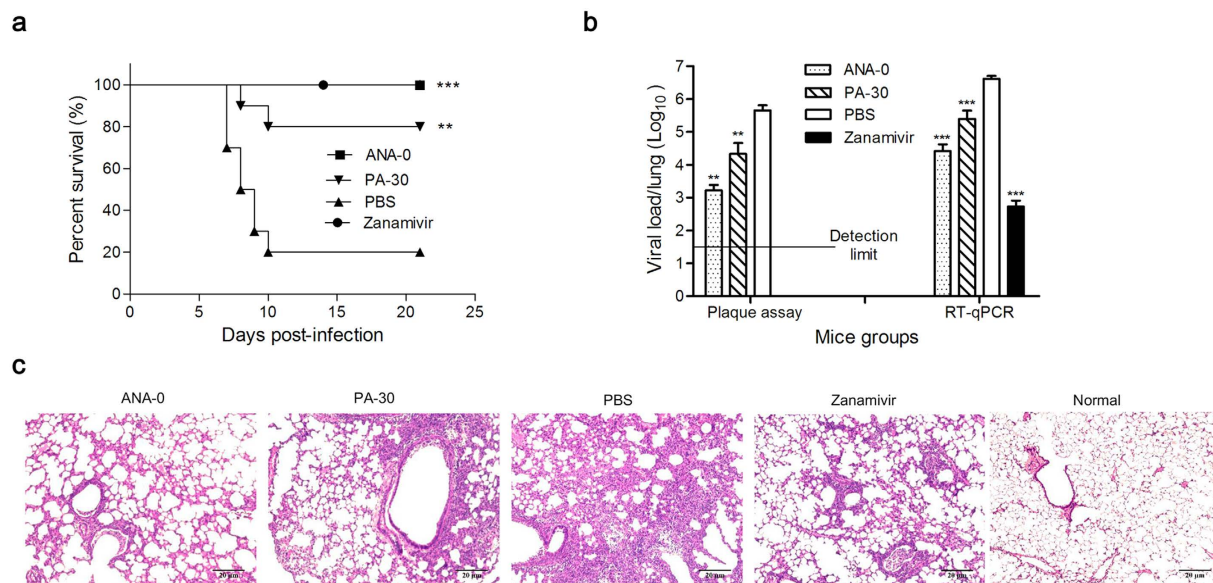 a
Percent survival (%)
100
80
60
40
20
0
0 5 10 15 20 25
Days post-infection
***
**
ANA-0
PA-30
PBS
Zanamivir
b
Viral load/lung (Log10)
7
6
5
4
3
2
1
0
ANA-0
PA-30
PBS
Zanamivir
**
**
***
***
***
Detection
limit
Plaque assay RT-qPCR
Mice groups
c
ANA-0 PA-30 PBS Zanamivir Normal
20 µm 20 µm 20 µm 20 µm 20 µm